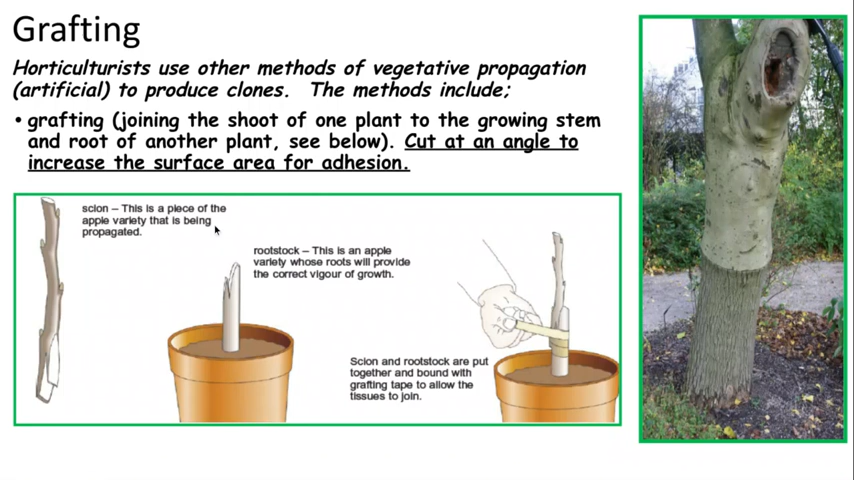 Grafting
Horticulturists use other methods of vegetative propagation
(artificial) to produce clones. The methods include;
• grafting (joining the shoot of one plant to the growing stem
and root of another plant, see below). Cut at an angle to
increase the surface area for adhesion.
scion – This is a piece of the
apple variety that is being
propagated.
rootstock – This is an apple
variety whose roots will provide
the correct vigour of growth.
Scion and rootstock are put
together and bound with
grafting tape to allow the
tissues to join.